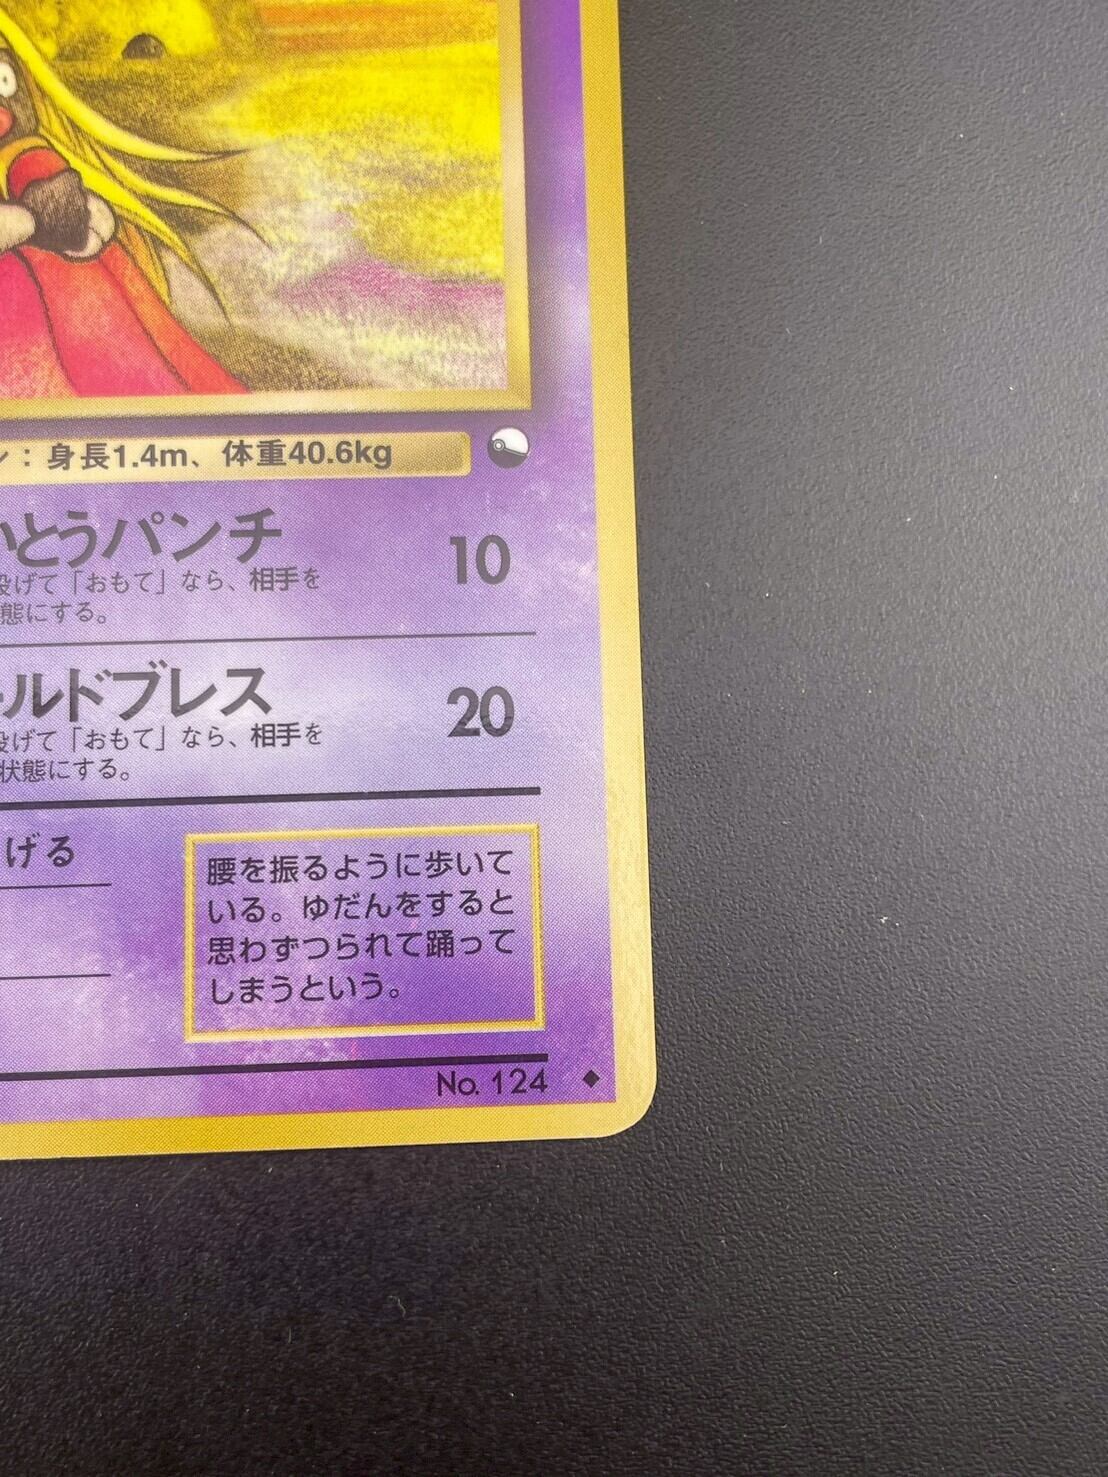 ン：身長1.4m、体重40.6kg
いとうパンチ 10
投げて「おもて」なら、相手を
態にする。
ールドブレス 20
投げて「おもて」なら、相手を
状態にする。
げる
腰を振るように歩いて
いる。ゆだんをすると
思わずつられて踊って
しまうという。
No. 124 ◆